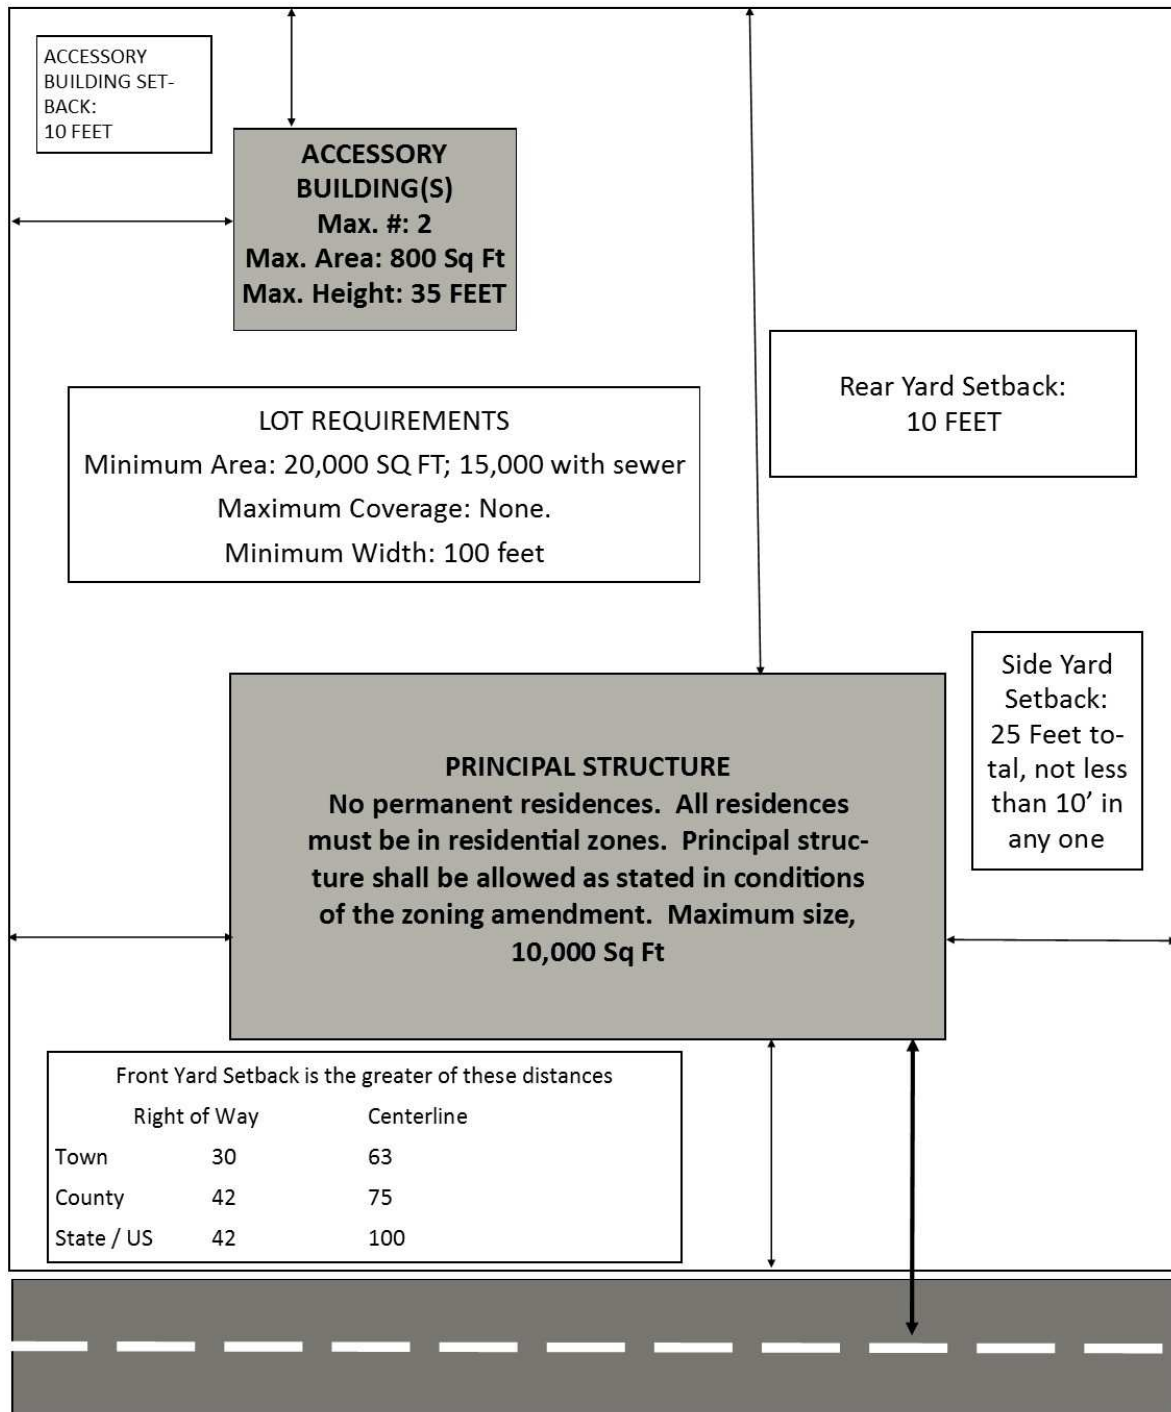 ACCESSORY
BUILDING SET-
BACK:
10 FEET
ACCESSORY
BUILDING(S)
Max. #: 2
Max. Area: 800 Sq Ft
Max. Height: 35 FEET
Rear Yard Setback:
10 FEET
LOT REQUIREMENTS
Minimum Area: 20,000 SQ FT; 15,000 with sewer
Maximum Coverage: None.
Minimum Width: 100 feet
Side Yard
Setback:
25 Feet to-
tal, not less
than 10’ in
any one
PRINCIPAL STRUCTURE
No permanent residences. All residences
must be in residential zones. Principal struc-
ture shall be allowed as stated in conditions
of the zoning amendment. Maximum size,
10,000 Sq Ft
Front Yard Setback is the greater of these distances
Right of Way Centerline
Town 30 63
County 42 75
State / US 42 100